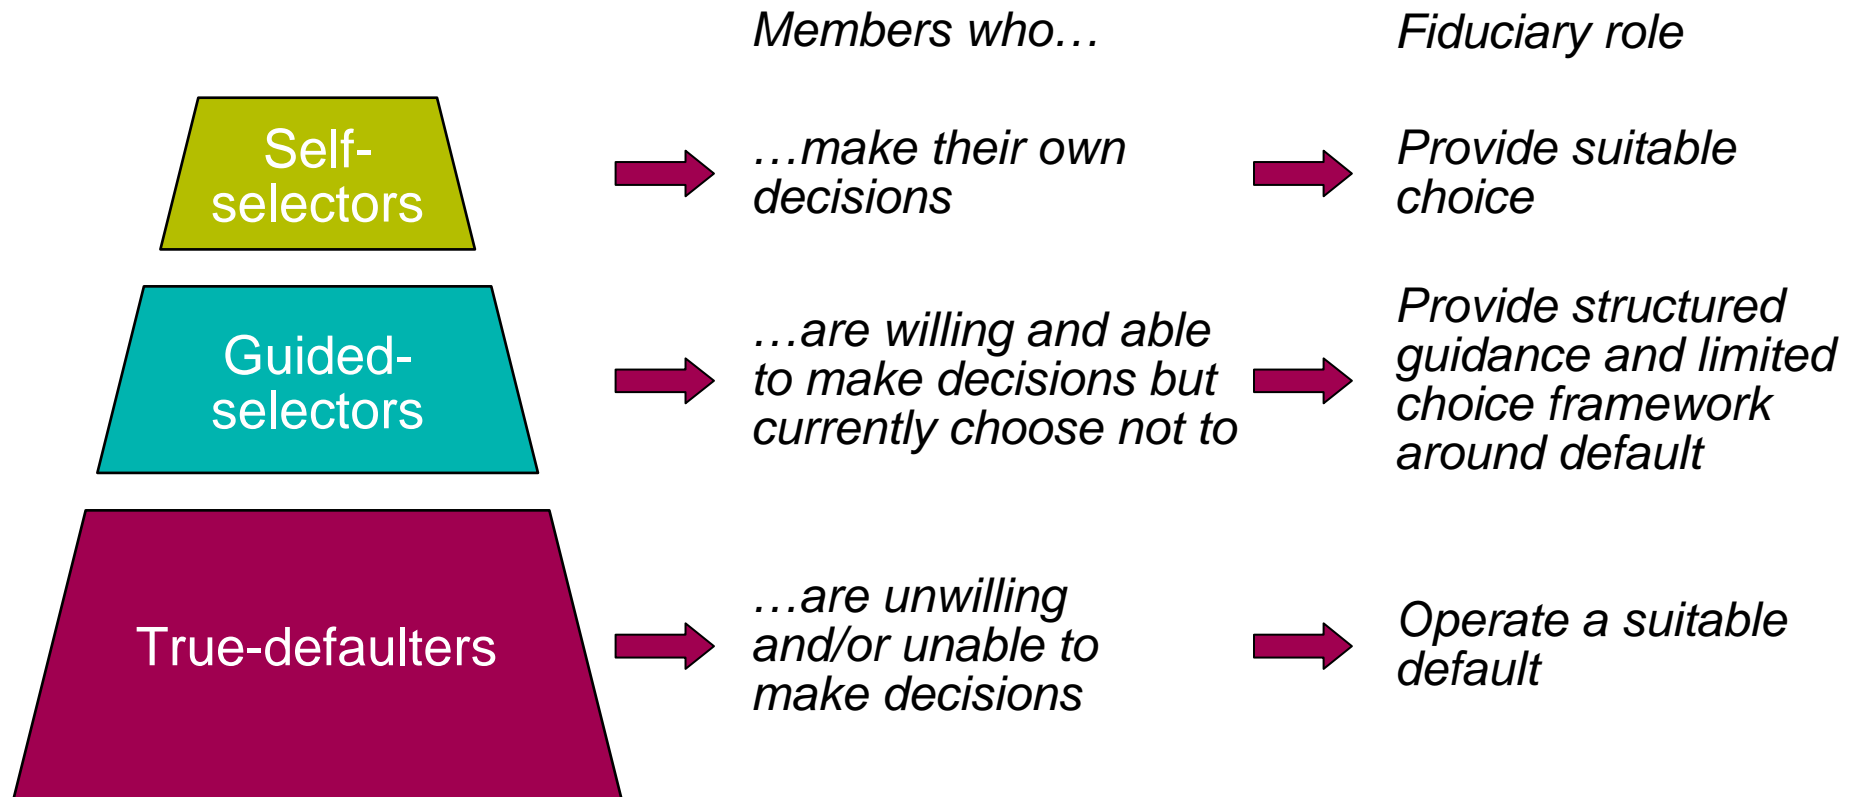 Members who…
Fiduciary role
Self-
selectors
…make their own
decisions
Provide suitable
choice
Guided-
selectors
…are willing and able
to make decisions but
currently choose not to
Provide structured
guidance and limited
choice framework
around default
True-defaulters
…are unwilling
and/or unable to
make decisions
Operate a suitable
default